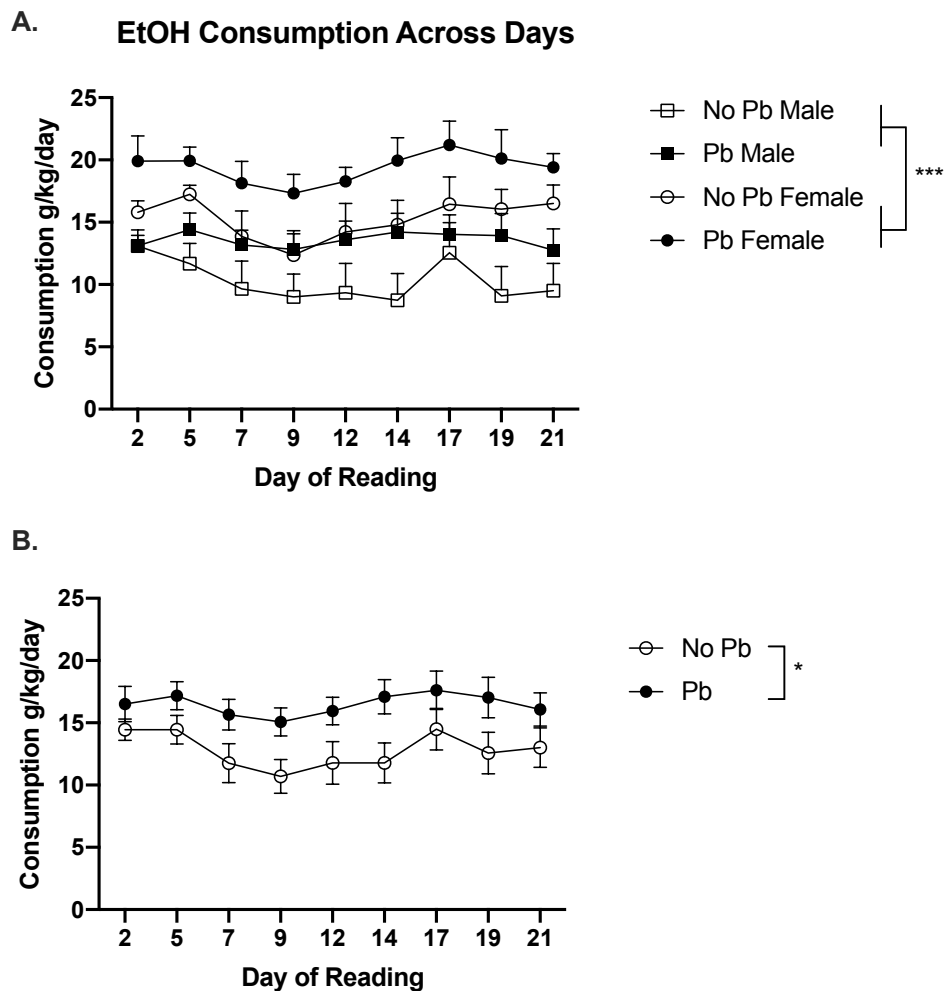 A.
EtOH Consumption Across Days
Consumption g/kg/day
25
20
15
10
5
0
2 5 7 9 12 14 17 19 21
Day of Reading
No Pb Male
Pb Male
No Pb Female
Pb Female
***
B.
Consumption g/kg/day
25
20
15
10
5
0
2 5 7 9 12 14 17 19 21
Day of Reading
No Pb
Pb
*